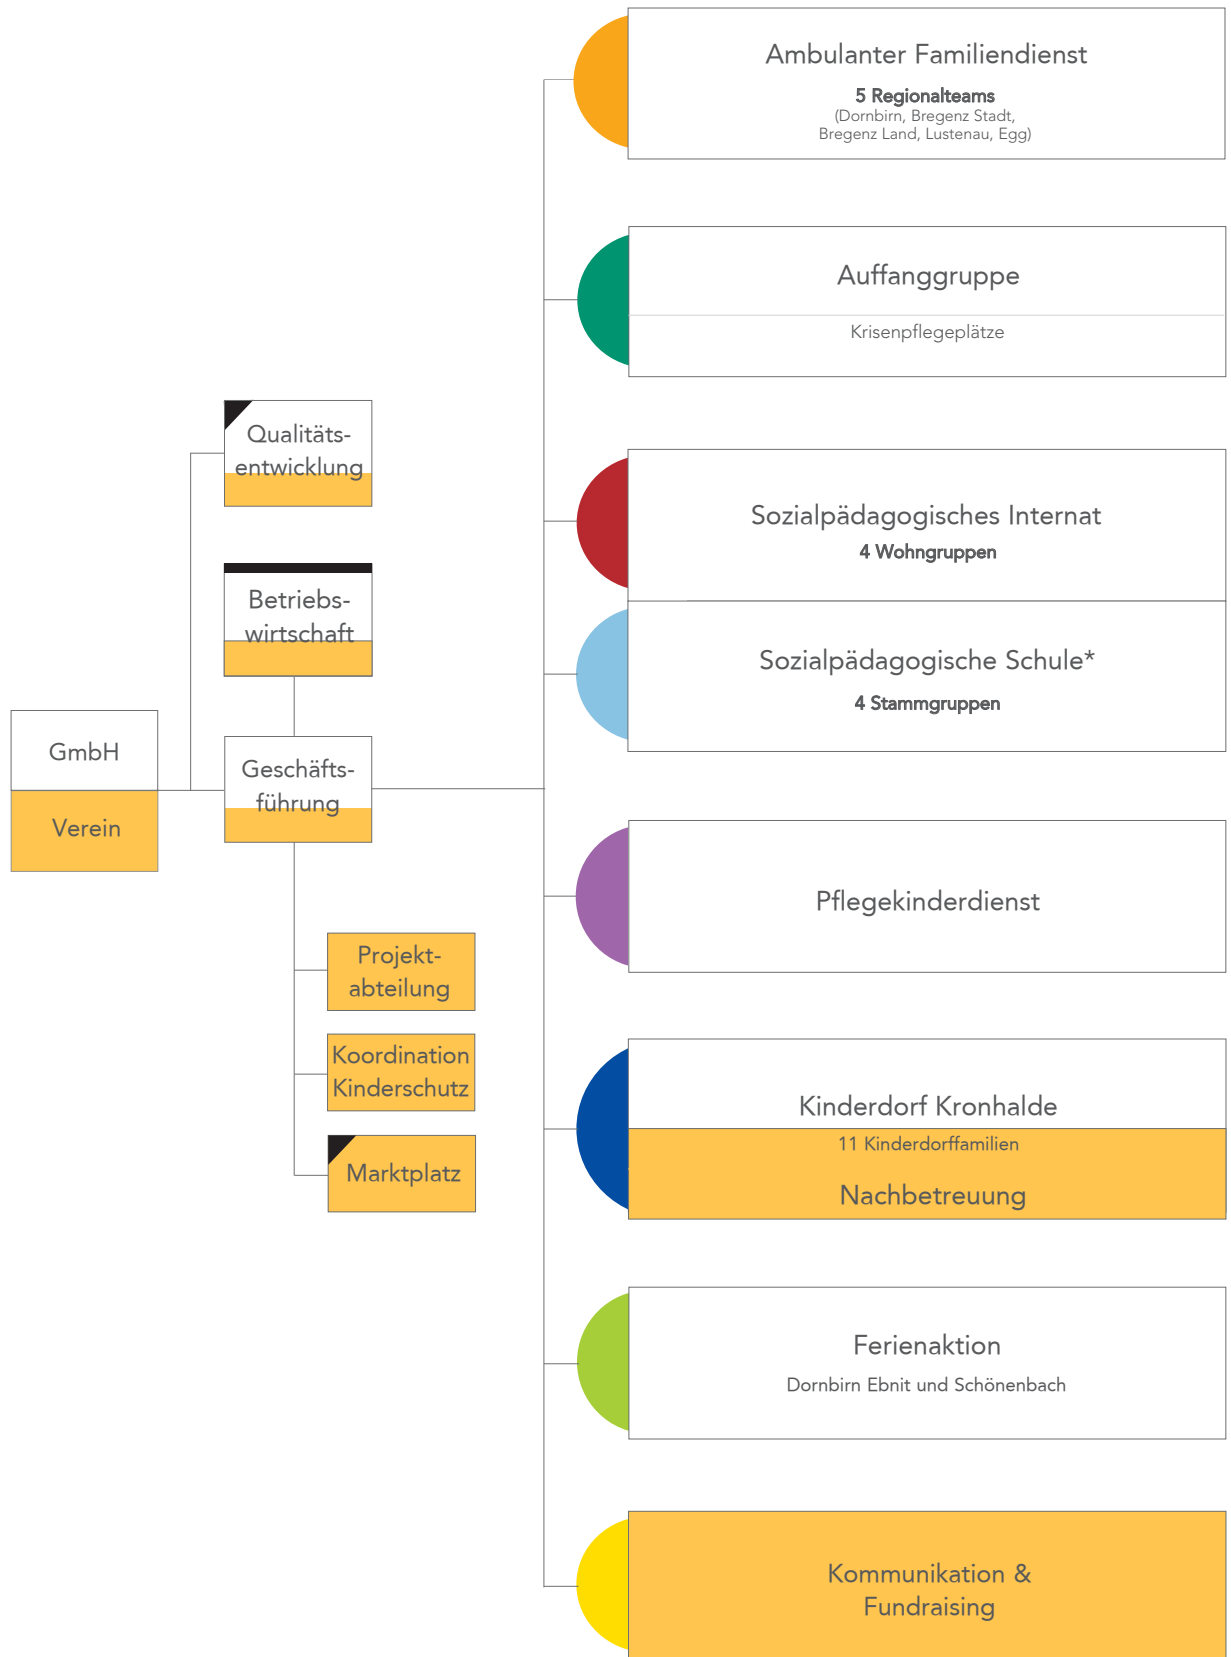 Ambulanter Familiendienst
5 Regionalteams
(Dornbirn, Bregenz Stadt,
Bregenz Land, Lustenau, Egg)
Auffanggruppe
Krisenpflegeplätze
Qualitäts-
entwicklung
Sozialpädagogisches Internat
4 Wohngruppen
Betriebs-
wirtschaft
Sozialpädagogische Schule*
4 Stammgruppen
GmbH
Verein
Geschäfts-
führung
Pflegekinderdienst
Projekt-
abteilung
Koordination
Kinderschutz
Marktplatz
Kinderdorf Kronhalde
11 Kinderdorffamilien
Nachbetreuung
Ferienaktion
Dornbirn Ebnit und Schönenbach
Kommunikation &
Fundraising